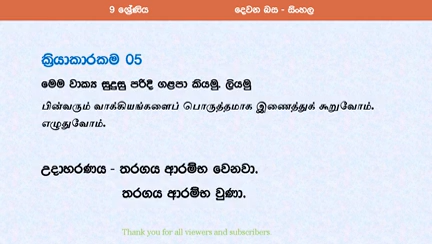 9 ශ්‍රේණිය දෙවන බස - සිංහල
ක්‍රියාකාරකම 05
මෙම වාක්‍ය සුදුසු පරිදි ගළපා කියමු. ලියමු
பின்வரும் வாக்கியங்களைப் பொருத்தமாக இணைத்துக் கூறுவோம்.
எழுதுவோம்.
උදාහරණය - තරගය ආරම්භ වෙනවා.
තරගය ආරම්භ වුණා.
Thank you for all viewers and subscribers.